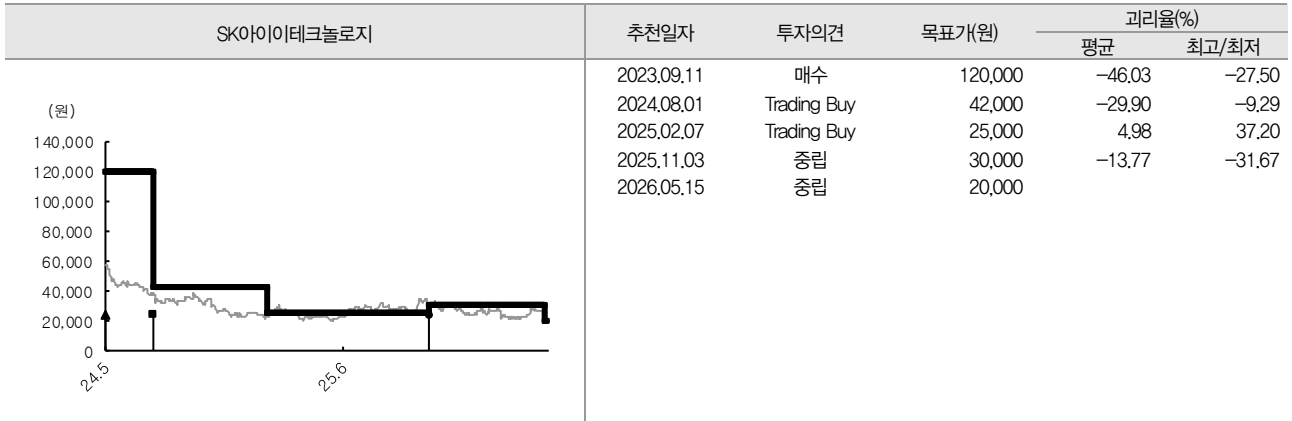 SK아이이테크놀로지
추천일자 투자의견 목표가(원) 괴리율(%)
평균 최고/최저
2023.09.11 매수 120,000 −46.03 −27.50
2024.08.01 Trading Buy 42,000 −29.90 −9.29
2025.02.07 Trading Buy 25,000 4.98 37.20
2025.11.03 중립 30,000 −13.77 −31.67
2026.05.15 중립 20,000
(원)
140,000
120,000
100,000
80,000
60,000
40,000
20,000
0
24.5 25.6